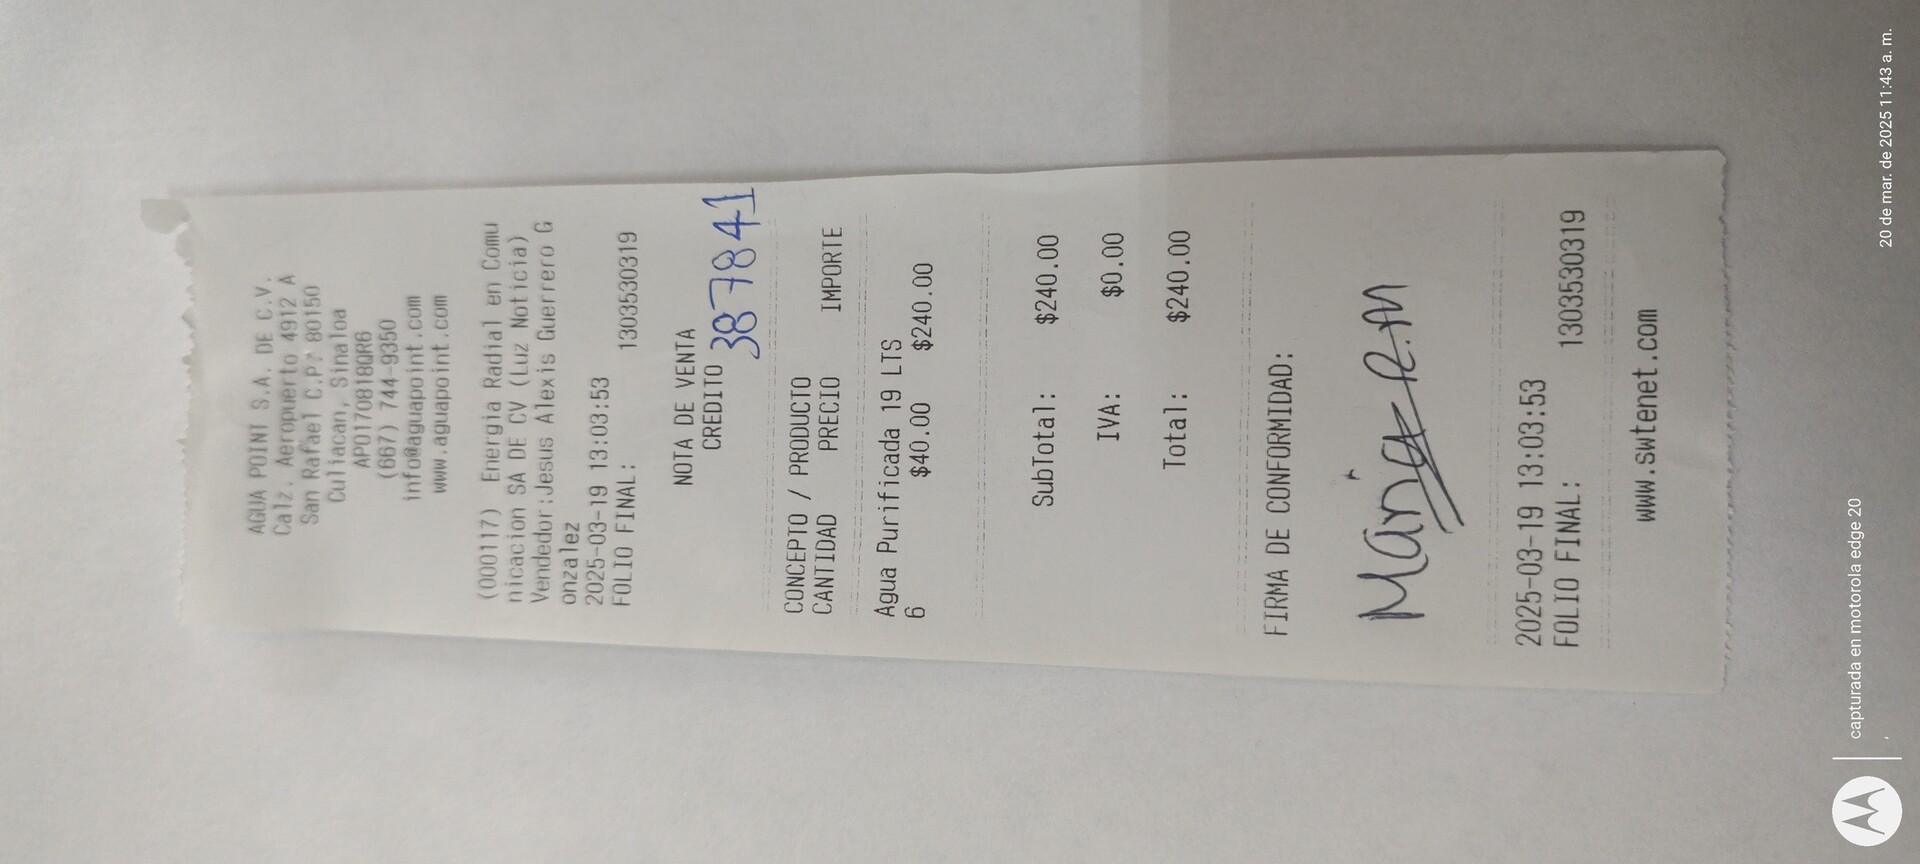 AGUA POINT S.A. DE C.V.
Calz. Aeropuerto 4912 A
San Rafael C.P? 80150
Culiacan, Sinaloa
APO170818QR6
(667) 744-9350
info@aguapoint.com
www.aguapoint.com
(000117) Energia Radial en Comu
nicacion SA DE CV (Luz Noticia)
Vendedor:Jesus Alexis Guerrero G
onzalez
2025-03-19 13:03:53
FOLIO FINAL: 1303530319
NOTA DE VENTA
CREDITO 387841
CONCEPTO / PRODUCTO
CANTIDAD PRECIO IMPORTE
Agua Purificada 19 LTS
6 $40.00 $240.00
SubTotal: $240.00
IVA: $0.00
Total: $240.00
FIRMA DE CONFORMIDAD:
Maria R.M
2025-03-19 13:03:53
FOLIO FINAL: 1303530319
www.swtenet.com
capturada en motorola edge 20
20 de mar. de 2025 11:43 a. m.